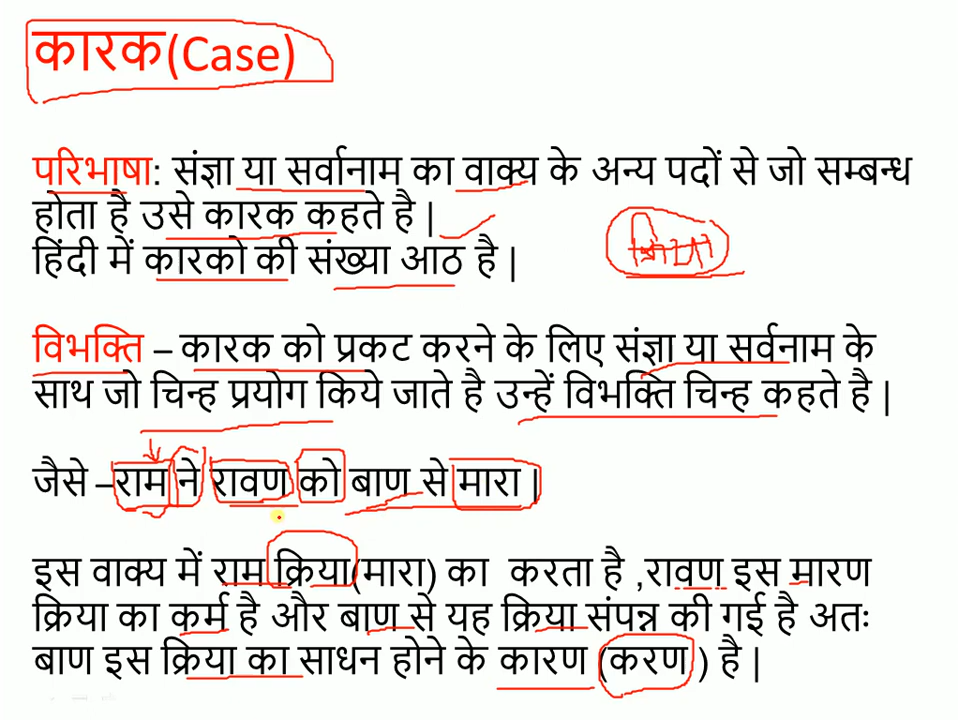 कारक(Case)
परिभाषा: संज्ञा या सर्वानाम का वाक्य के अन्य पदों से जो सम्बन्ध
होता है उसे कारक कहते है |
हिंदी में कारको की संख्या आठ है |
विभक्ति – कारक को प्रकट करने के लिए संज्ञा या सर्वनाम के
साथ जो चिन्ह प्रयोग किये जाते है उन्हें विभक्ति चिन्ह कहते है |
जैसे –राम ने रावण को बाण से मारा |
इस वाक्य में राम क्रिया(मारा) का करता है ,रावण इस मारण
क्रिया का कर्म है और बाण से यह क्रिया संपन्न की गई है अतः
बाण इस क्रिया का साधन होने के कारण (करण ) है |